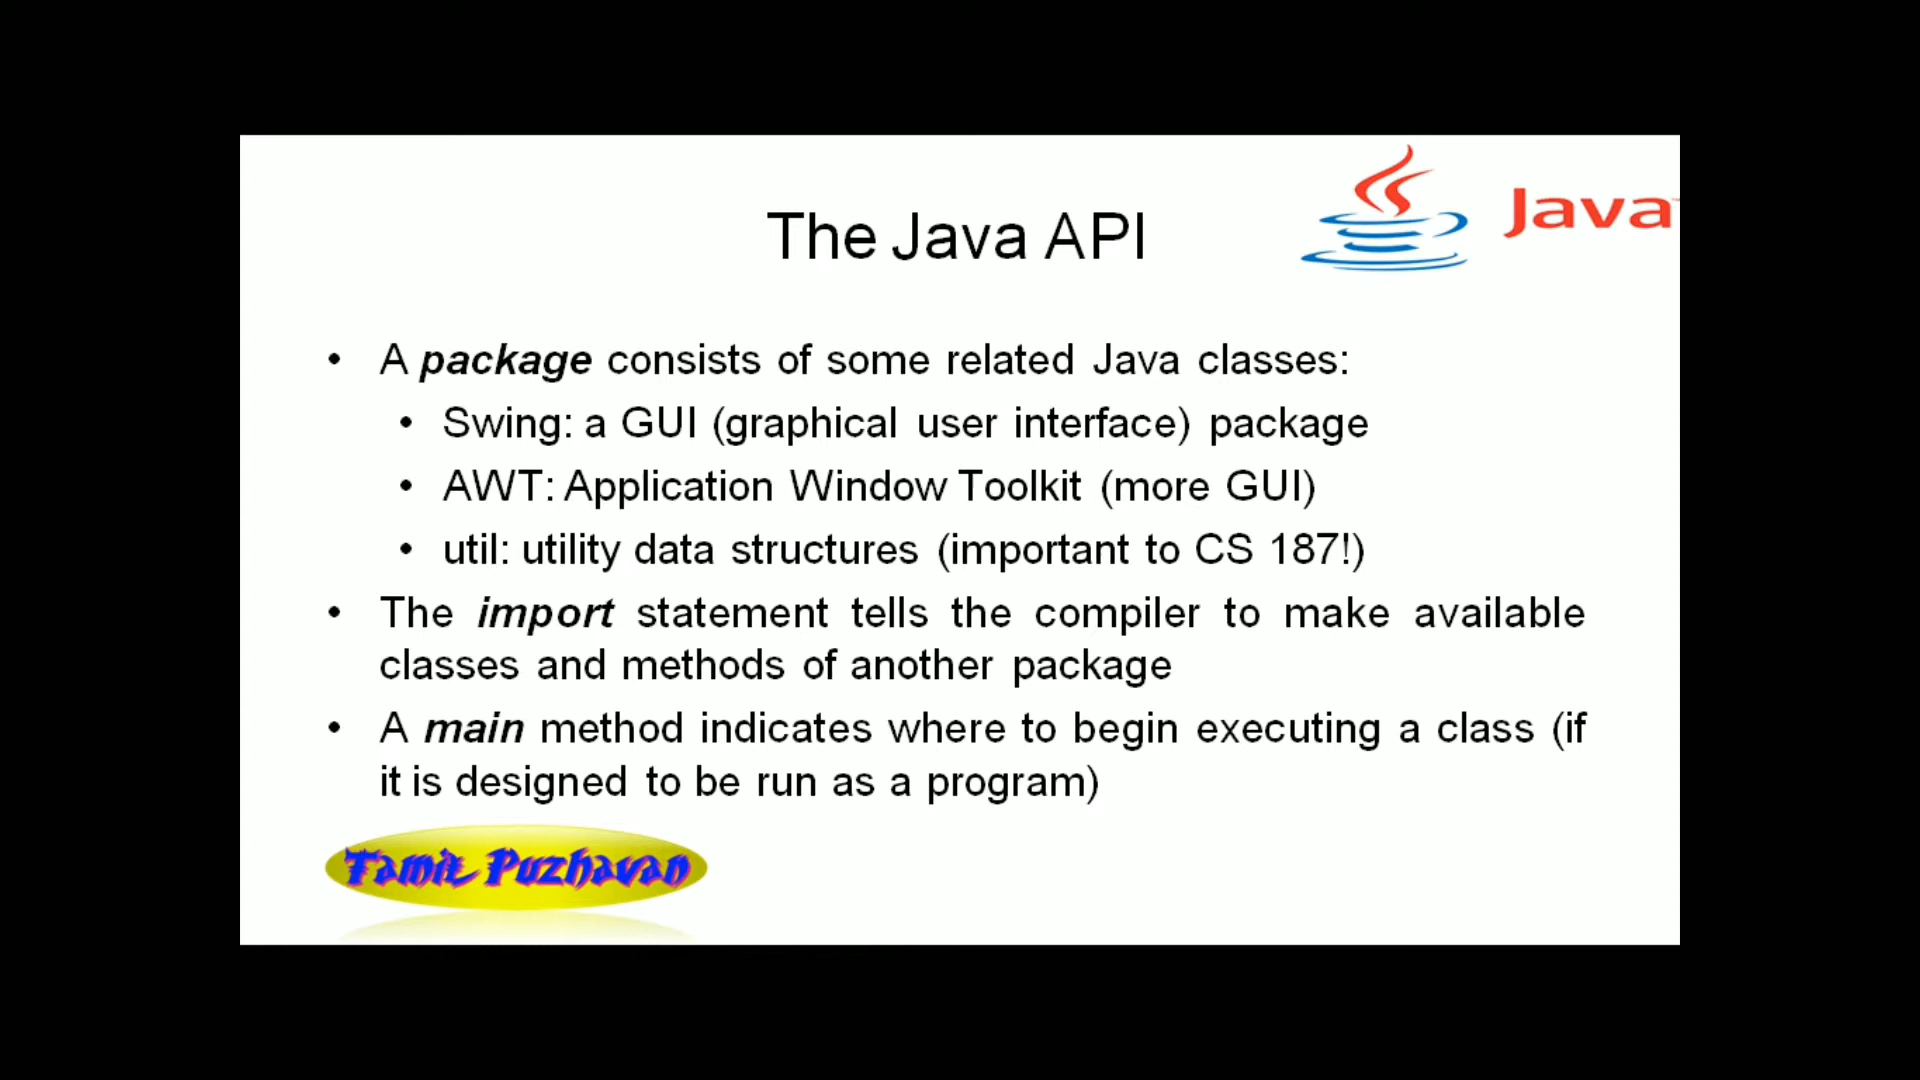 The Java API
Java™
• A package consists of some related Java classes:
• Swing: a GUI (graphical user interface) package
• AWT: Application Window Toolkit (more GUI)
• util: utility data structures (important to CS 187!)
• The import statement tells the compiler to make available
classes and methods of another package
• A main method indicates where to begin executing a class (if
it is designed to be run as a program)
Tamil Puzhavan